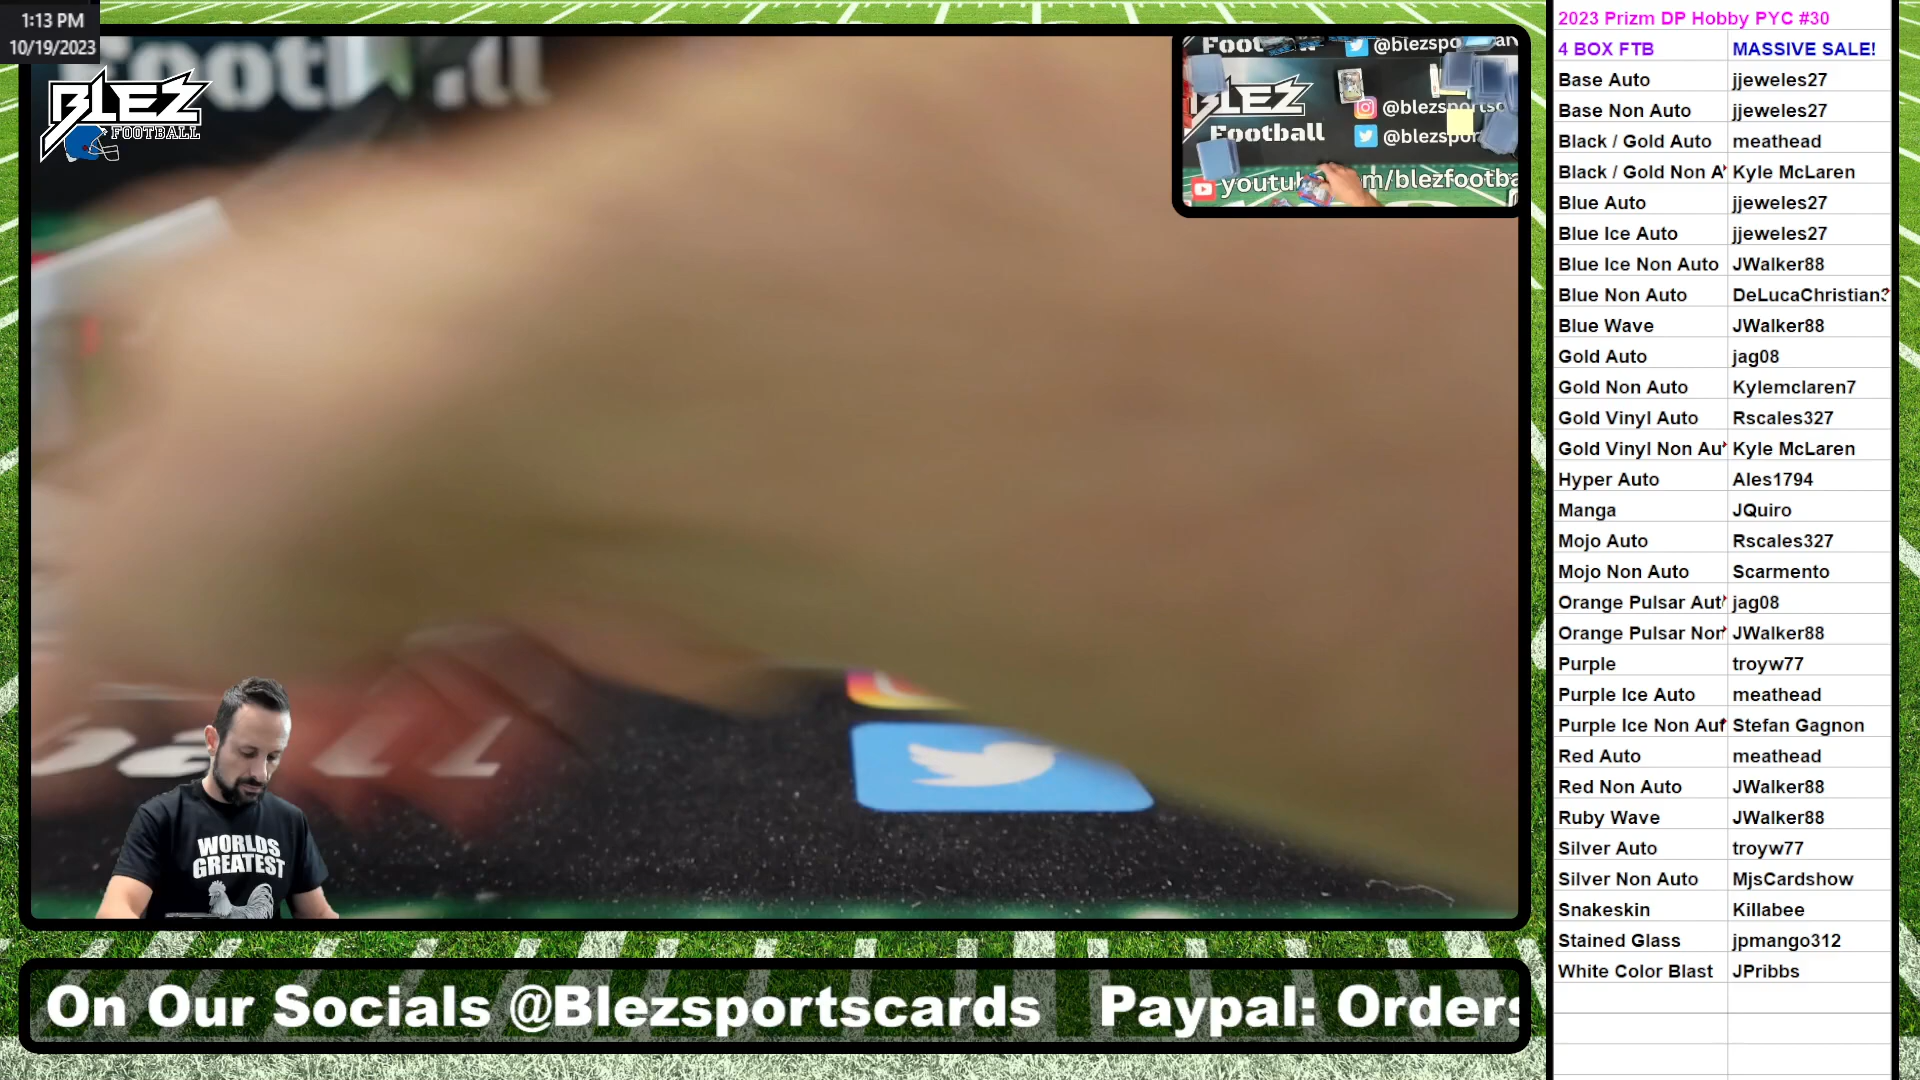 1:13 PM
10/19/2023
BLEZ
FOOTBALL
@blezspo
BLEZ
Football
@blezsportsc
@blezspor
youtub
m/blezfootba
WORLDS
GREATEST
On Our Socials @Blezsportscards Paypal: Orders
2023 Prizm DP Hobby PYC #30
4 BOX FTB MASSIVE SALE!
Base Auto jjeweles27
Base Non Auto jjeweles27
Black / Gold Auto meathead
Black / Gold Non A Kyle McLaren
Blue Auto jjeweles27
Blue Ice Auto jjeweles27
Blue Ice Non Auto JWalker88
Blue Non Auto DeLucaChristian3
Blue Wave JWalker88
Gold Auto jag08
Gold Non Auto Kylemclaren7
Gold Vinyl Auto Rscales327
Gold Vinyl Non Au Kyle McLaren
Hyper Auto Ales1794
Manga JQuiro
Mojo Auto Rscales327
Mojo Non Auto Scarmento
Orange Pulsar Aut jag08
Orange Pulsar Non JWalker88
Purple troyw77
Purple Ice Auto meathead
Purple Ice Non Aut Stefan Gagnon
Red Auto meathead
Red Non Auto JWalker88
Ruby Wave JWalker88
Silver Auto troyw77
Silver Non Auto MjsCardshow
Snakeskin Killabee
Stained Glass jpmango312
White Color Blast JPribbs